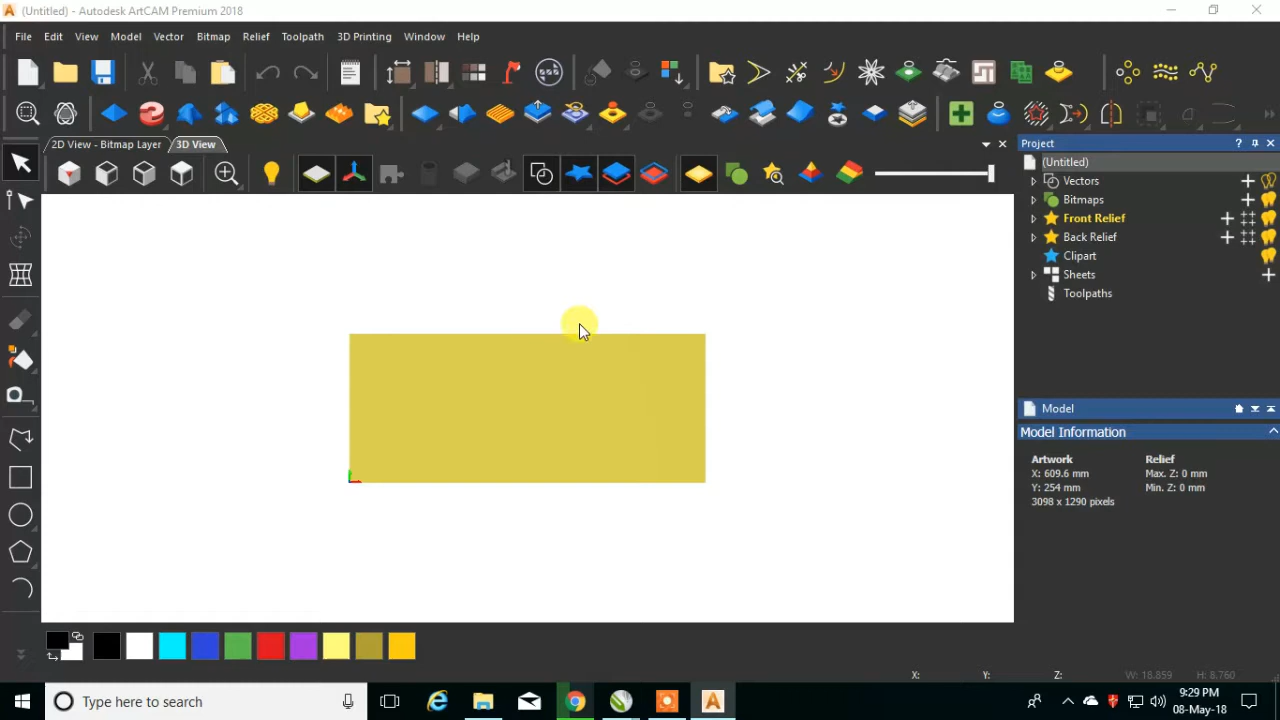 (Untitled) - Autodesk ArtCAM Premium 2018
File Edit View Model Vector Bitmap Relief Toolpath 3D Printing Window Help
2D View - Bitmap Layer 3D View
Project
(Untitled)
Vectors
Bitmaps
Front Relief
Back Relief
Clipart
Sheets
Toolpaths
Model
Model Information
Artwork Relief
X: 609.6 mm Max. Z: 0 mm
Y: 254 mm Min. Z: 0 mm
3098 x 1290 pixels
X: Y: Z: W: 18.859 H: 8.760
Type here to search
9:29 PM
08-May-18